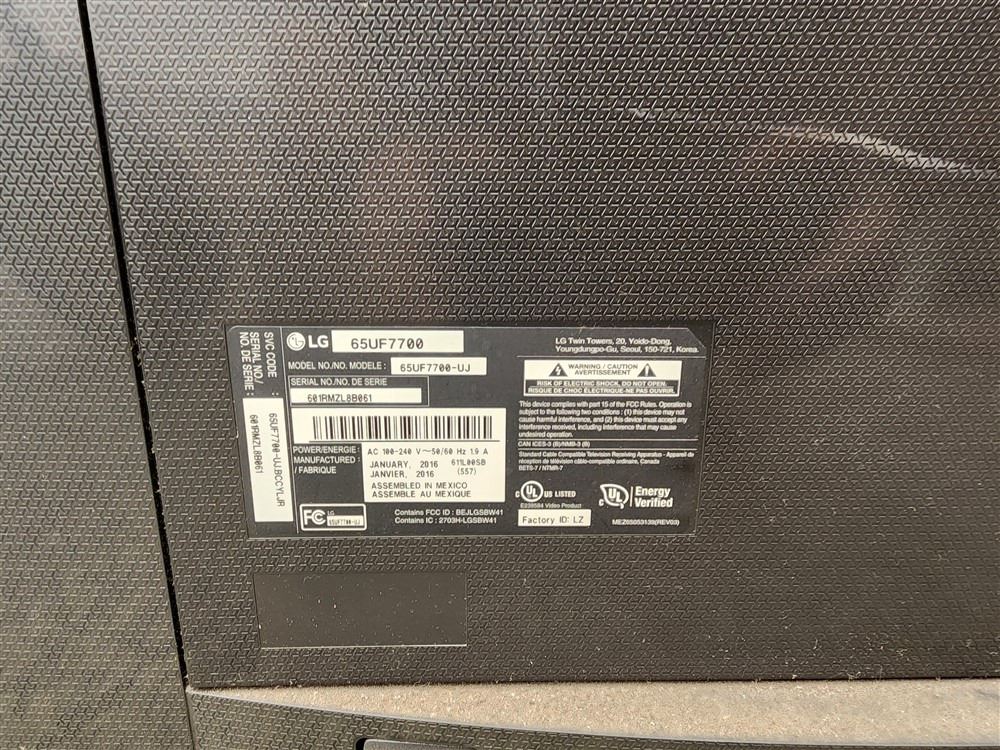 SVC CODE
SERIAL NO./
NO. DE SERIE :
65UF7700-UJ.BCCYLJR
601RMZL8B061
LG 65UF7700
MODEL NO./NO. MODELE : 65UF7700-UJ
SERIAL NO./NO. DE SERIE
601RMZL8B061
POWER/ENERGIE:
MANUFACTURED :
/ FABRIQUE
AC 100-240 V~50/60 Hz 1.9 A
JANUARY, 2016 611L00SB
JANVIER, 2016 (557)
ASSEMBLED IN MEXICO
ASSEMBLE AU MEXIQUE
FC LG
65UF7700-UJ
Contains FCC ID : BEJLGSBW41
Contains IC : 2703H-LGSBW41
LG Twin Towers, 20, Yoido-Dong,
Youngdungpo-Gu, Seoul, 150-721, Korea.
WARNING / CAUTION
AVERTISSEMENT
RISK OF ELECTRIC SHOCK, DO NOT OPEN.
RISQUE DE CHOC ELECTRIQUE-NE PAS OUVRIR.
This device complies with part 15 of the FCC Rules. Operation is
subject to the following two conditions : (1) this device may not
cause harmful interference, and (2) this device must accept any
interference received, including interference that may cause
undesired operation.
CAN ICES-3 (B)/NMB-3 (B)
Standard Cable Compatible Television Receiving Apparatus - Appareil de
réception de télévision câble-compatible ordinaire, Canada
BETS-7 / NTMR-7
c UL US LISTED
E239584 Video Product
UL Energy
Verified
Factory ID: LZ
MEZ65053139(REV03)